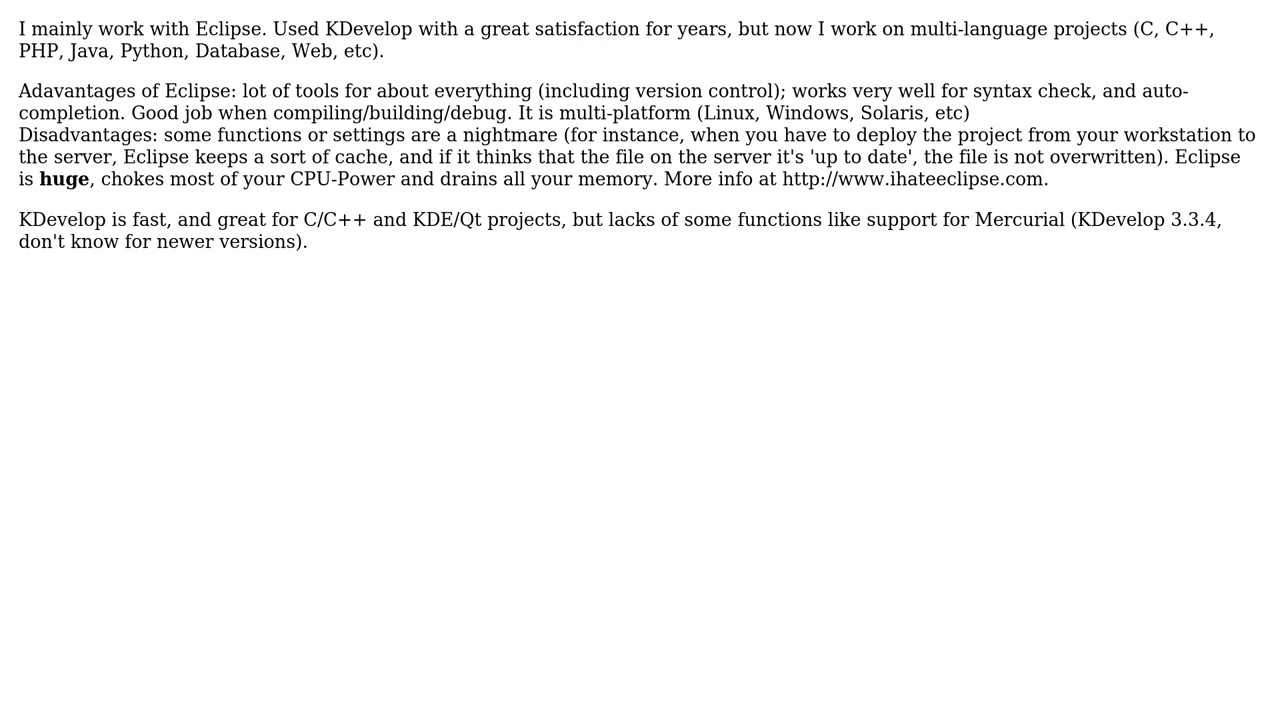 I mainly work with Eclipse. Used KDevelop with a great satisfaction for years, but now I work on multi-language projects (C, C++,
PHP, Java, Python, Database, Web, etc).
Adavantages of Eclipse: lot of tools for about everything (including version control); works very well for syntax check, and auto-
completion. Good job when compiling/building/debug. It is multi-platform (Linux, Windows, Solaris, etc)
Disadvantages: some functions or settings are a nightmare (for instance, when you have to deploy the project from your workstation to
the server, Eclipse keeps a sort of cache, and if it thinks that the file on the server it's 'up to date', the file is not overwritten). Eclipse
is huge, chokes most of your CPU-Power and drains all your memory. More info at http://www.ihateeclipse.com.
KDevelop is fast, and great for C/C++ and KDE/Qt projects, but lacks of some functions like support for Mercurial (KDevelop 3.3.4,
don't know for newer versions).